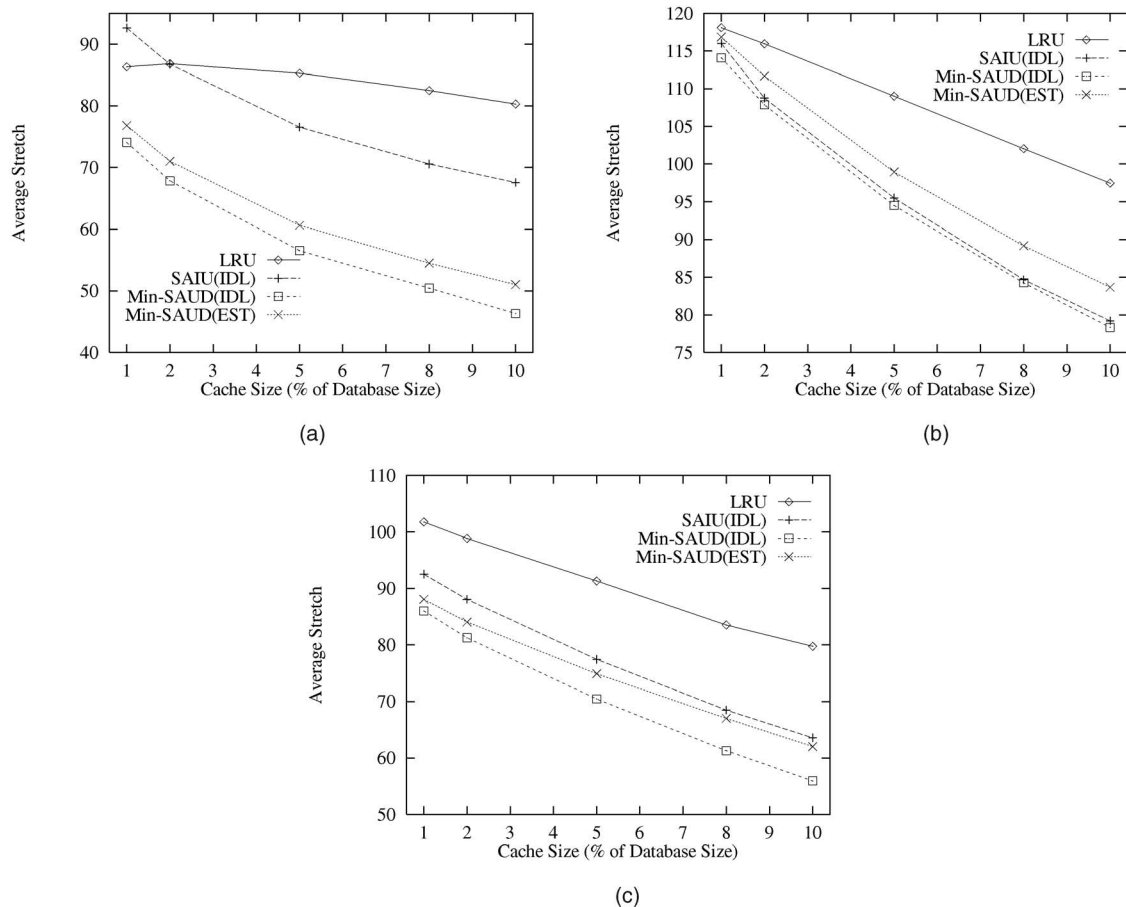 95
90
80
70
60
50
40
Average Stretch
LRU
SAIU(IDL)
Min-SAUD(IDL)
Min-SAUD(EST)
1 2 3 4 5 6 7 8 9 10
Cache Size (% of Database Size)
(a)
120
115
110
105
100
95
90
85
80
75
Average Stretch
LRU
SAIU(IDL)
Min-SAUD(IDL)
Min-SAUD(EST)
1 2 3 4 5 6 7 8 9 10
Cache Size (% of Database Size)
(b)
110
100
90
80
70
60
50
Average Stretch
LRU
SAIU(IDL)
Min-SAUD(IDL)
Min-SAUD(EST)
1 2 3 4 5 6 7 8 9 10
Cache Size (% of Database Size)
(c)